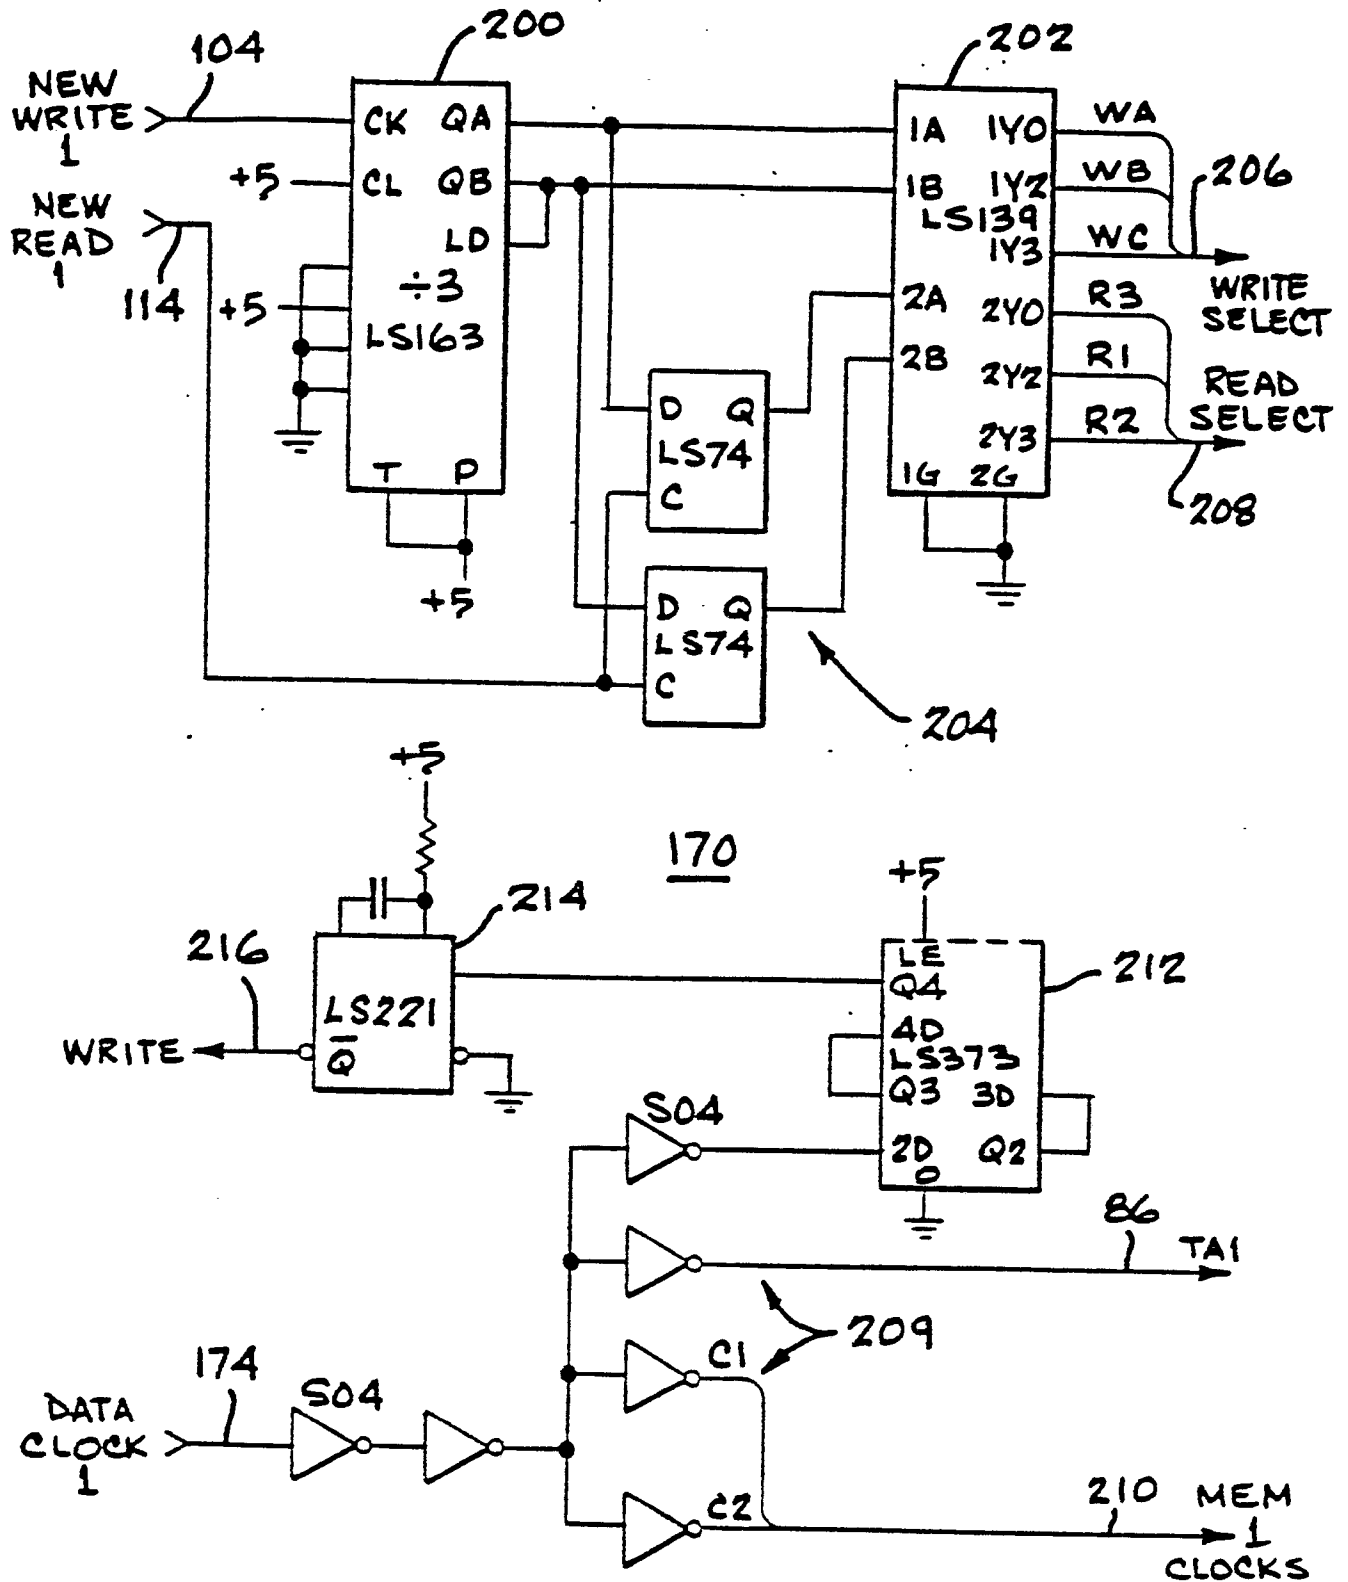 200
104
202
NEW
WRITE
1
CK QA
1A 1Y0 WA
+5
CL QB
1B 1Y2 WB
206
NEW
READ
1
LD
LS139
1Y3 WC
WRITE
SELECT
114
+5
÷3
LS163
2A 2Y0 R3
2B 2Y2 R1
READ
SELECT
D Q
LS74
C
2Y3 R2
T P
1G 2G
208
+5
D Q
LS74
C
204
+5
170
+5
214
216
LE
Q4
212
LS221
WRITE
Q̅
4D
LS373
Q3 3D
S04
2D Q2
O
86
TA1
209
C1
174
S04
DATA
CLOCK
1
C2
210
MEM
1
CLOCKS